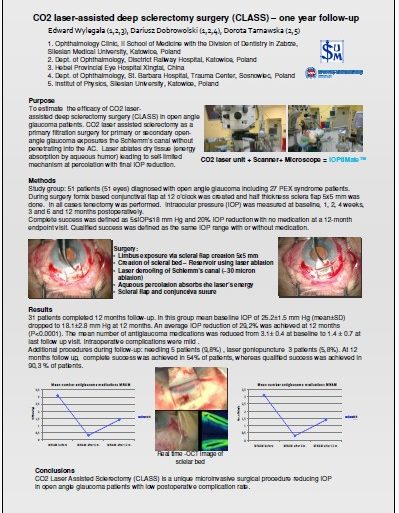 CO2 laser-assisted deep sclerectomy surgery (CLASS) – one year follow-up
Edward Wylegała (1,2,3), Dariusz Dobrowolski (1,2,4), Dorota Tarnawska (2,5)
1. Ophthalmology Clinic, II School of Medicine with the Division of Dentistry in Zabrze,
Silesian Medical University, Katowice, Poland
2. Dept. of Ophthalmology, District Railway Hospital, Katowice, Poland
3. Hebei Provincial Eye Hospital Xingtai, China
4. Dept. of Ophthalmology, St. Barbara Hospital, Trauma Center, Sosnowiec, Poland
5. Institut of Physics, Silesian University, Katowice, Poland
Purpose
To estimate the efficacy of CO2 laser-
assisted deep sclerectomy surgery (CLASS) in open angle
glaucoma patients. CO2 laser assisted sclerectomy as a
primary filtration surgery for primary or secondary open-
angle glaucoma exposures the Schlemm's canal without
penetrating into the AC. Laser ablates dry tissue (energy
absorption by aqueous humor) leading to self-limited
mechanism at percolation with final IOP reduction.
CO2 laser unit + Scanner+ Microscope = IOPtiMate™
Methods
Study group: 51 patients (51 eyes) diagnosed with open angle glaucoma including 27 PEX syndrome patients.
During surgery fornix based conjunctival flap at 12 o'clock was created and half thickness sclera flap 5x5 mm was
done. In all cases tenectomy was performed. Intraocular pressure (IOP) was measured at baseline, 1, 2, 4 weeks,
3 and 6 and 12 months postoperatively.
Complete success was defined as 5≤IOP≤18 mm Hg and 20% IOP reduction with no medication at a 12-month
endpoint visit. Qualified success was defined as the same IOP range with or without medication.
Surgery:
• Limbus exposure via scleral flap creation 5x5 mm
• Creation of scleral bed – Reservoir using laser ablation
• Laser deroofing of Schlemm's canal (~30 micron
ablation)
• Aqueous percolation absorbs the laser's energy
• Scleral flap and conjunctiva suture
Results
31 patients completed 12 months follow-up. In this group mean baseline IOP of 25.2±1.5 mm Hg (mean±SD)
dropped to 18.1±2.8 mm Hg at 12 months. An average IOP reduction of 29,2% was achieved at 12 months
(P<0.0001). The mean number of antiglaucoma medications was reduced from 3.1± 0.4 at baseline to 1.4 ± 0.7 at
last follow up visit. Intraoperative complications were mild .
Additional procedures during follow-up: needling 5 patients (9,8%) , laser goniopuncture 3 patients (5,8%). At 12
months follow up, complete success was achieved in 54% of patients, whereas qualified success was achieved in
90,3 % of patients.
Mean number antiglaucoma medications
Mean number antiglaucoma medications
Real time -OCT image of
scleral bed
Conclusions
CO2 Laser Assisted Sclerectomy (CLASS) is a unique microinvasive surgical procedure reducing IOP
in open angle glaucoma patients with low postoperative complication rate.